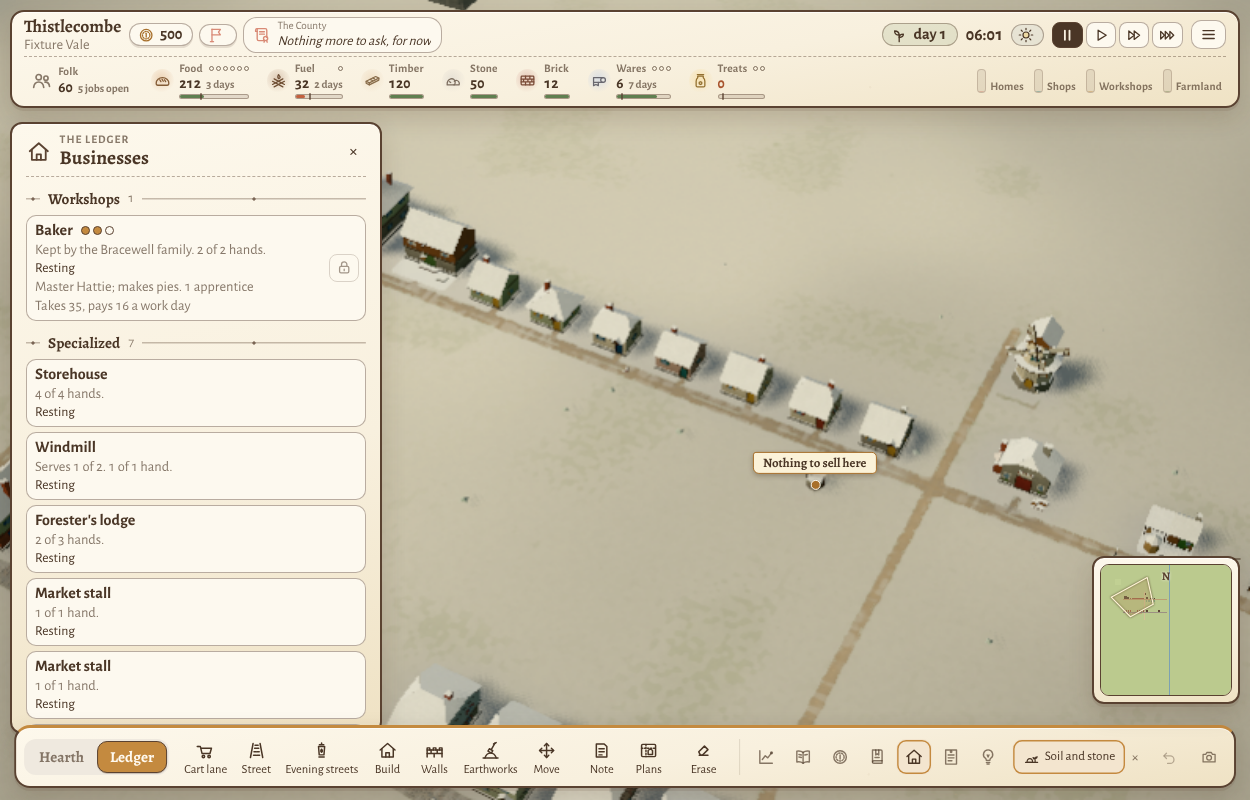 Thistlecombe
Fixture Vale
500
The County
Nothing more to ask, for now
day 1
06:01
Folk
60 5 jobs open
Food
212 3 days
Fuel
32 2 days
Timber
120
Stone
50
Brick
12
Wares
6 7 days
Treats
0
Homes
Shops
Workshops
Farmland
THE LEDGER
Businesses
×
Workshops 1
Baker
Kept by the Bracewell family. 2 of 2 hands.
Resting
Master Hattie; makes pies. 1 apprentice
Takes 35, pays 16 a work day
Specialized 7
Storehouse
4 of 4 hands.
Resting
Windmill
Serves 1 of 2. 1 of 1 hand.
Resting
Forester's lodge
2 of 3 hands.
Resting
Market stall
1 of 1 hand.
Resting
Market stall
1 of 1 hand.
Resting
Nothing to sell here
N
Hearth
Ledger
Cart lane
Street
Evening streets
Build
Walls
Earthworks
Move
Note
Plans
Erase
Soil and stone
×